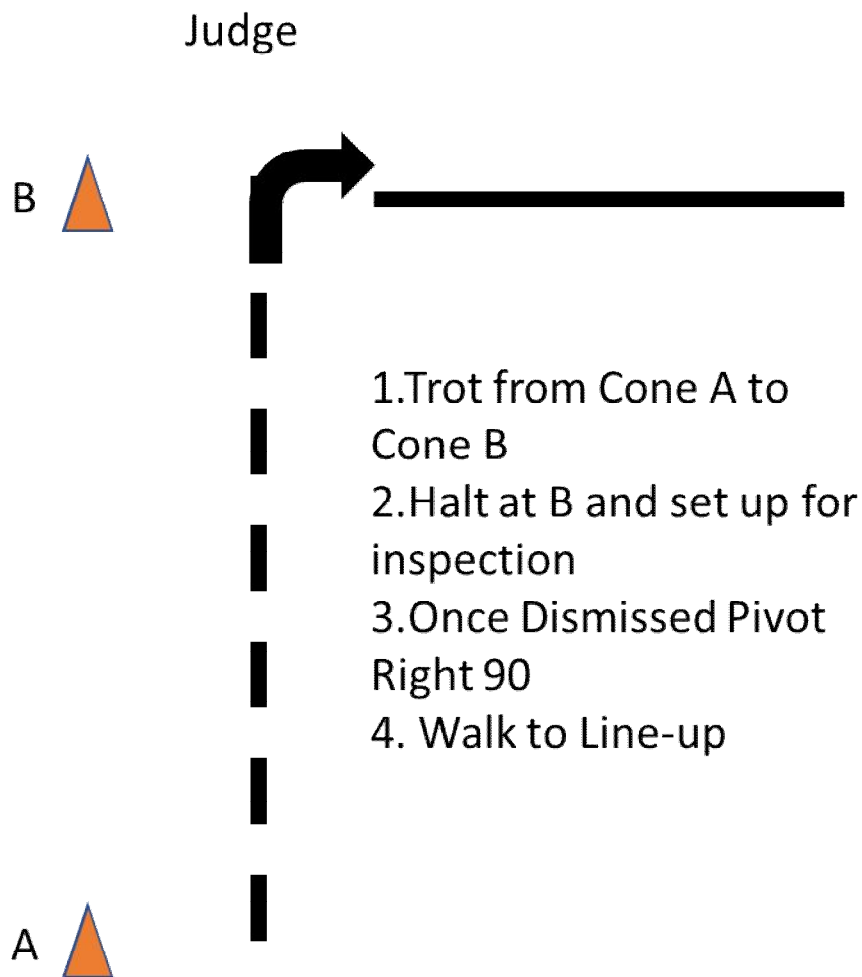 Judge
B
1.Trot from Cone A to
Cone B
2.Halt at B and set up for
inspection
3.Once Dismissed Pivot
Right 90
4. Walk to Line-up
A